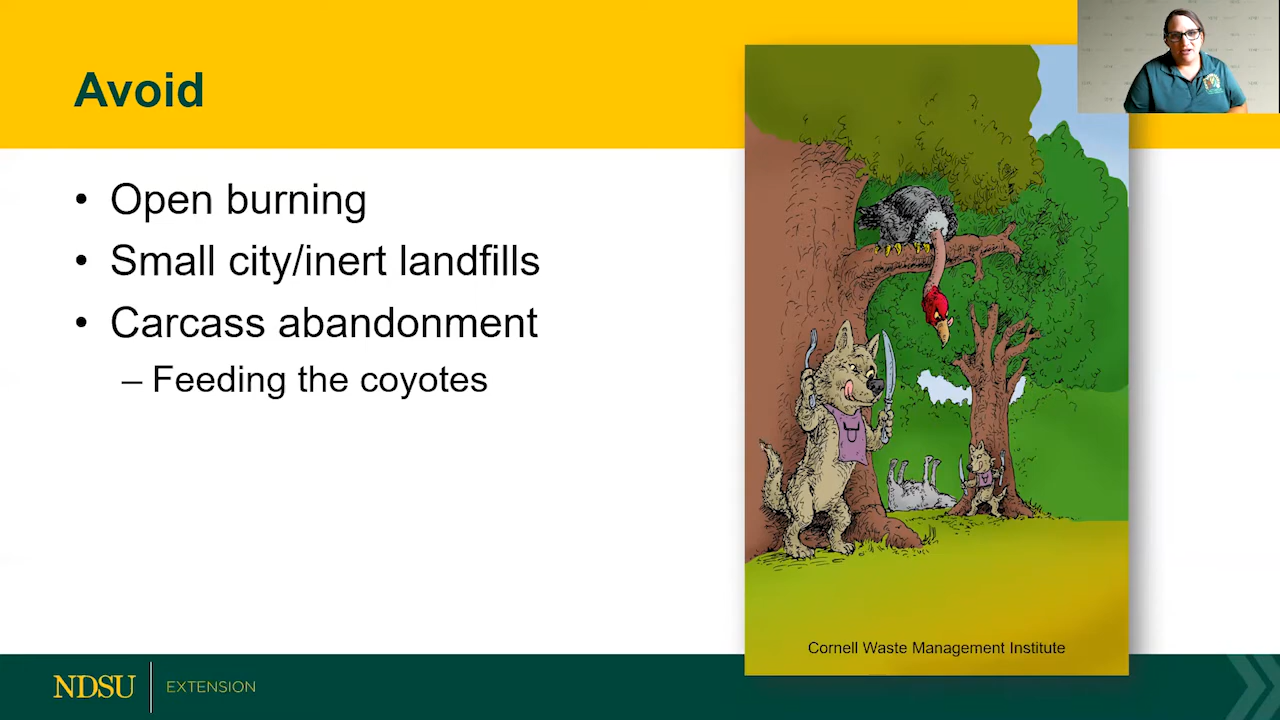 Avoid
• Open burning
• Small city/inert landfills
• Carcass abandonment
– Feeding the coyotes
Cornell Waste Management Institute
NDSU EXTENSION